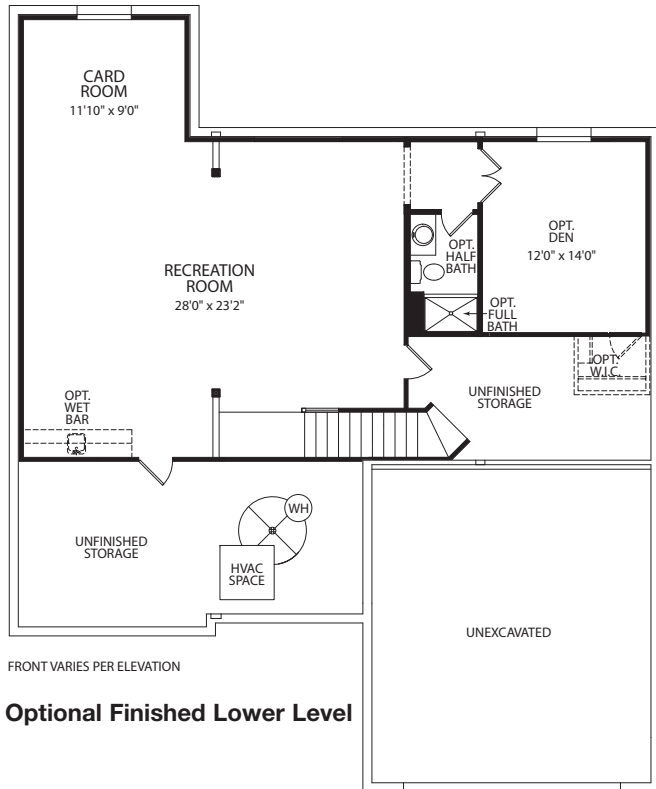 CARD
ROOM
11'10" x 9'0"
RECREATION
ROOM
28'0" x 23'2"
OPT.
HALF
BATH
OPT.
DEN
12'0" x 14'0"
OPT.
FULL
BATH
OPT.
W.I.C.
UNFINISHED
STORAGE
OPT.
WET
BAR
UNFINISHED
STORAGE
WH
HVAC
SPACE
UNEXCAVATED
FRONT VARIES PER ELEVATION
Optional Finished Lower Level